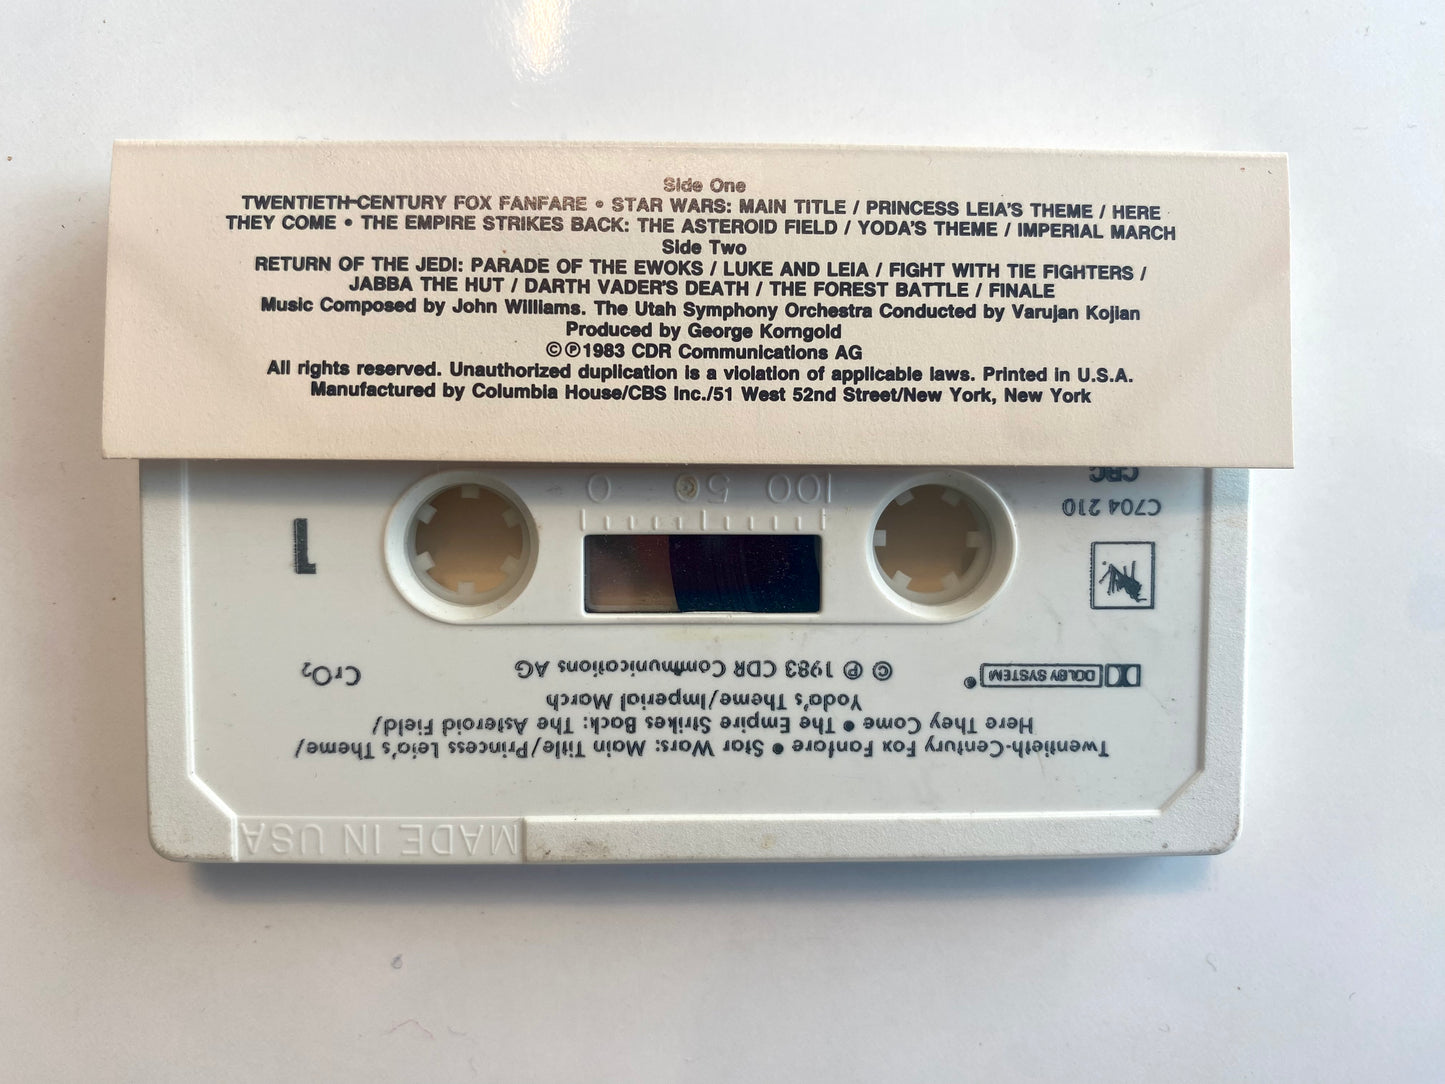 Side One
TWENTIETH-CENTURY FOX FANFARE • STAR WARS: MAIN TITLE / PRINCESS LEIA'S THEME / HERE
THEY COME • THE EMPIRE STRIKES BACK: THE ASTEROID FIELD / YODA'S THEME / IMPERIAL MARCH
Side Two
RETURN OF THE JEDI: PARADE OF THE EWOKS / LUKE AND LEIA / FIGHT WITH TIE FIGHTERS /
JABBA THE HUT / DARTH VADER'S DEATH / THE FOREST BATTLE / FINALE
Music Composed by John Williams. The Utah Symphony Orchestra Conducted by Varujan Kojian
Produced by George Korngold
©℗1983 CDR Communications AG
All rights reserved. Unauthorized duplication is a violation of applicable laws. Printed in U.S.A.
Manufactured by Columbia House/CBS Inc./51 West 52nd Street/New York, New York
MADE IN USA
Twentieth-Century Fox Fanfare • Star Wars: Main Title/Princess Leia's Theme/
Here They Come • The Empire Strikes Back: The Asteroid Field/
Yoda's Theme/Imperial March
DOLBY SYSTEM
© ℗ 1983 CDR Communications AG
CrO2
1
C704 210
CRC
100 50 0